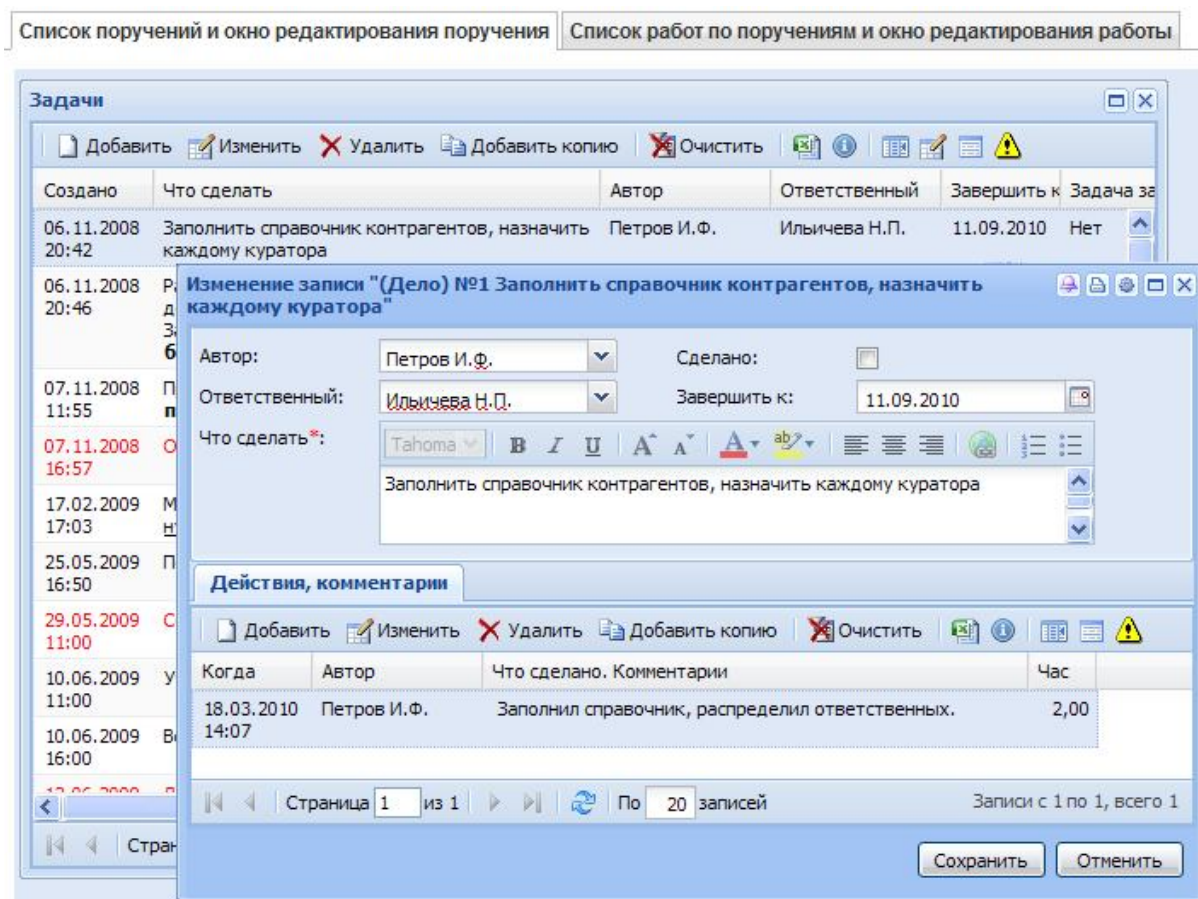 Список поручений и окно редактирования поручения
Список работ по поручениям и окно редактирования работы
Задачи
Добавить Изменить Удалить Добавить копию Очистить
Создано Что сделать Автор Ответственный Завершить к Задача за
06.11.2008 Заполнить справочник контрагентов, назначить Петров И.Ф. Ильичева Н.П. 11.09.2010 Нет
20:42 каждому куратора
06.11.2008
20:46
07.11.2008
11:55
07.11.2008
16:57
17.02.2009
17:03
25.05.2009
16:50
29.05.2009
11:00
10.06.2009
11:00
10.06.2009
16:00
Стран
Изменение записи "(Дело) №1 Заполнить справочник контрагентов, назначить
каждому куратора"
Автор: Петров И.Ф. Сделано:
Ответственный: Ильичева Н.П. Завершить к: 11.09.2010
Что сделать*: Tahoma B I U A A A ab
Заполнить справочник контрагентов, назначить каждому куратора
Действия, комментарии
Добавить Изменить Удалить Добавить копию Очистить
Когда Автор Что сделано. Комментарии Час
18.03.2010 Петров И.Ф. Заполнил справочник, распределил ответственных. 2,00
14:07
Страница 1 из 1 По 20 записей Записи с 1 по 1, всего 1
Сохранить Отменить